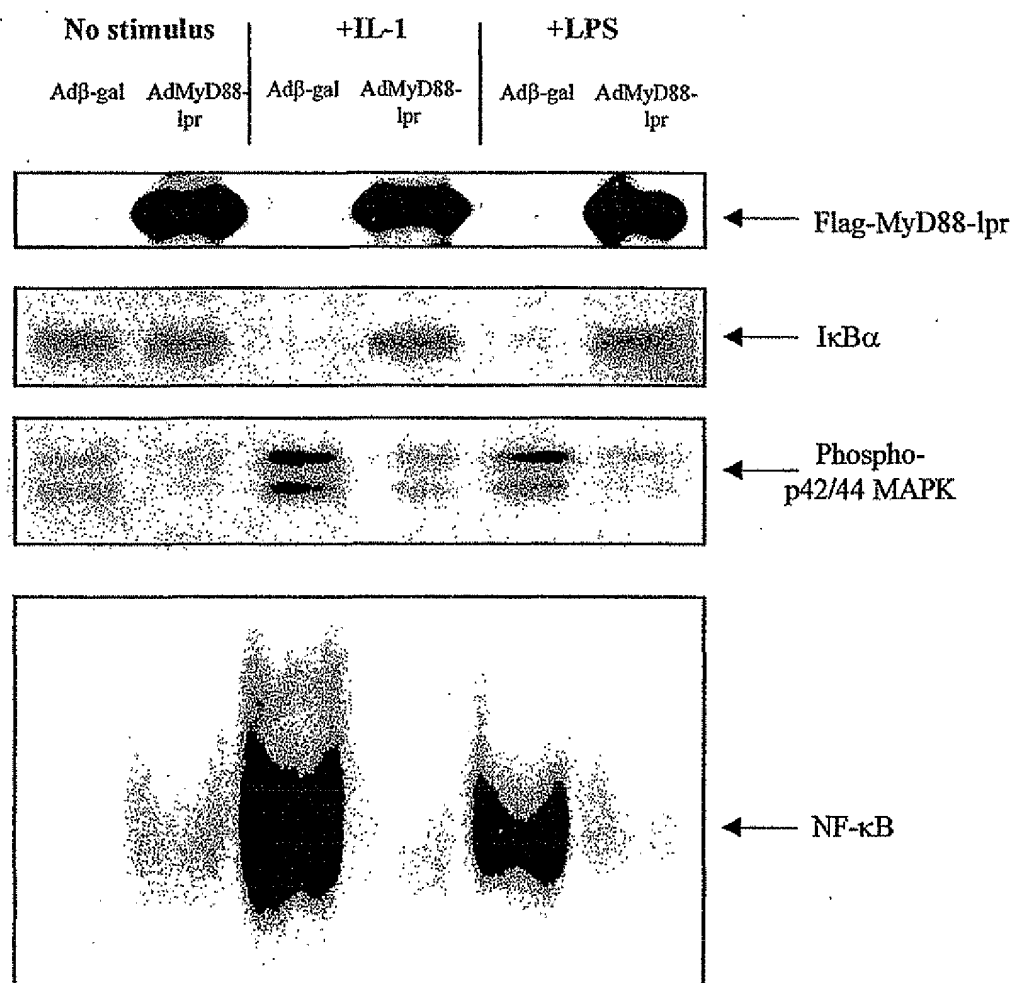 No stimulus +IL-1 +LPS
Adβ-gal AdMyD88-lpr Adβ-gal AdMyD88-lpr Adβ-gal AdMyD88-lpr
Flag-MyD88-lpr
IκBα
Phospho-
p42/44 MAPK
NF-κB